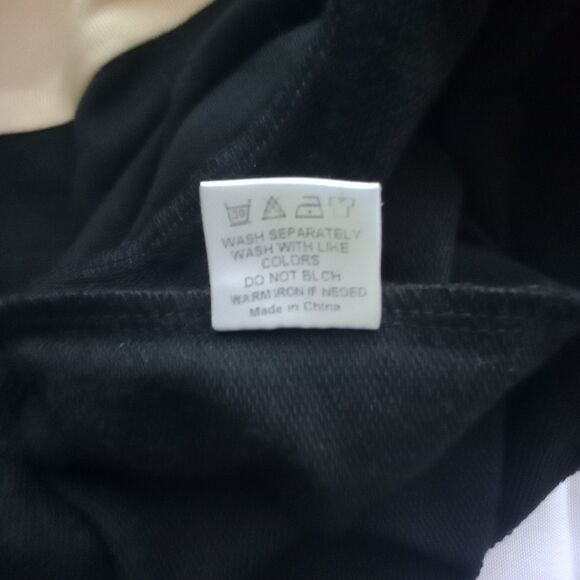 30
WASH SEPARATELY
WASH WITH LIKE
COLORS
DO NOT BLCH
WARM IRON IF NEEDED
Made in China